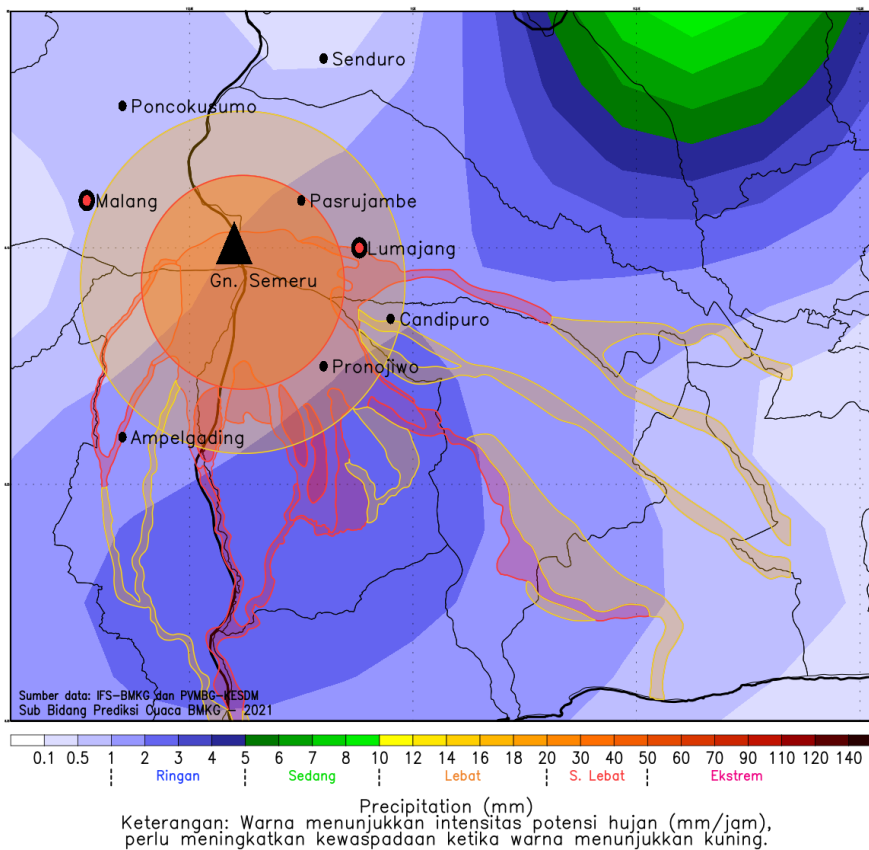 Senduro
Poncokusumo
Malang
Pasrujambe
Lumajang
Gn. Semeru
Candipuro
Pronojiwo
Ampelgading
Sumber data: IFS-BMKG dan PVMBG-KESDM
Sub Bidang Prediksi Cuaca BMKG - 2021
0.1 0.5 1 2 3 4 5 6 7 8 10 12 14 16 18 20 30 40 50 60 70 90 110 120 140
Ringan Sedang Lebat S. Lebat Ekstrem
Precipitation (mm)
Keterangan: Warna menunjukkan intensitas potensi hujan (mm/jam),
perlu meningkatkan kewaspadaan ketika warna menunjukkan kuning.